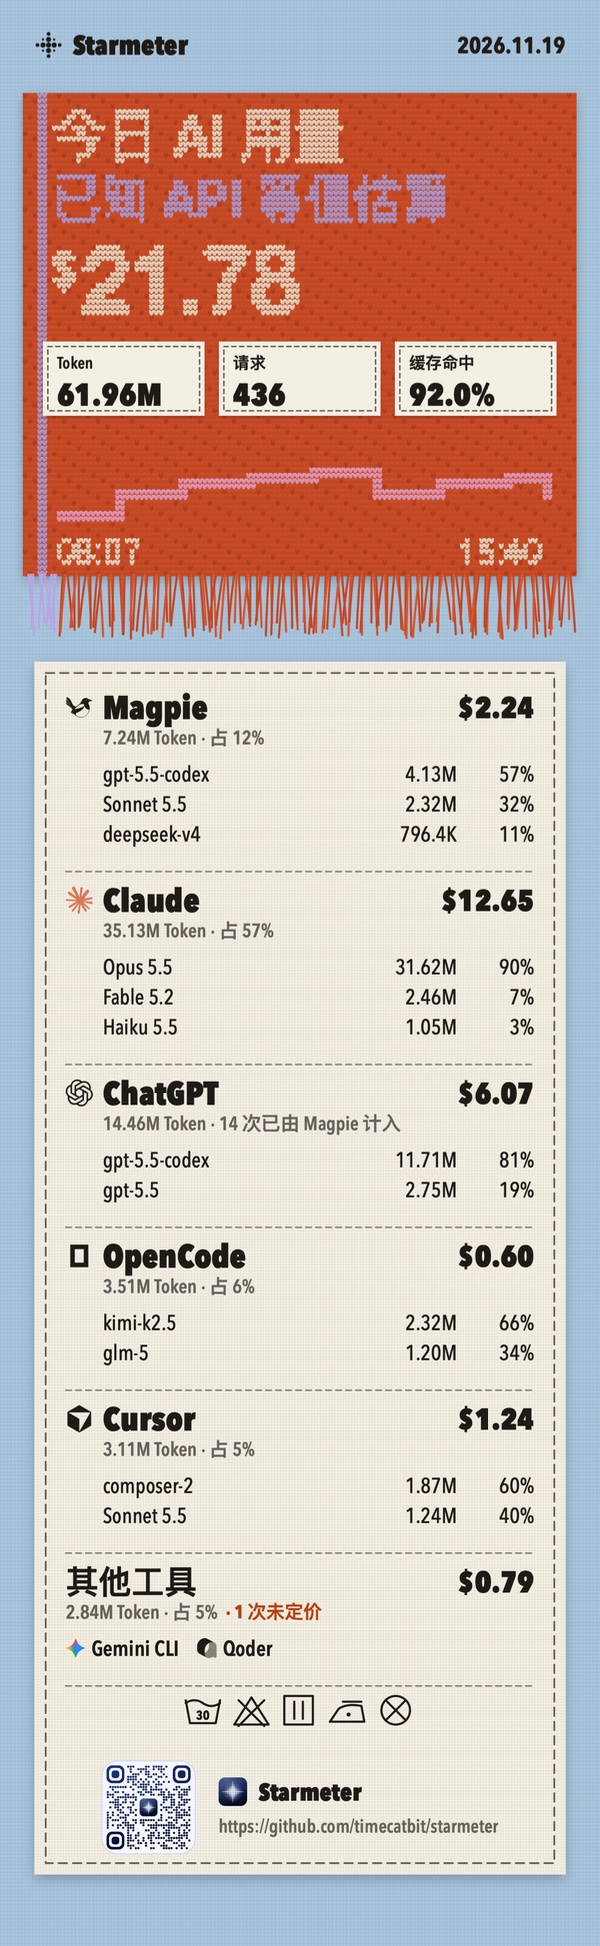 Starmeter
2026.11.19
今日 AI 用量
已知 API 等值估算
$21.78
Token
61.96M
请求
436
缓存命中
92.0%
08:07
15:40
Magpie $2.24
7.24M Token · 占 12%
gpt-5.5-codex 4.13M 57%
Sonnet 5.5 2.32M 32%
deepseek-v4 796.4K 11%
Claude $12.65
35.13M Token · 占 57%
Opus 5.5 31.62M 90%
Fable 5.2 2.46M 7%
Haiku 5.5 1.05M 3%
ChatGPT $6.07
14.46M Token · 14 次已由 Magpie 计入
gpt-5.5-codex 11.71M 81%
gpt-5.5 2.75M 19%
OpenCode $0.60
3.51M Token · 占 6%
kimi-k2.5 2.32M 66%
glm-5 1.20M 34%
Cursor $1.24
3.11M Token · 占 5%
composer-2 1.87M 60%
Sonnet 5.5 1.24M 40%
其他工具 $0.79
2.84M Token · 占 5% · 1 次未定价
Gemini CLI Qoder
30
Starmeter
https://github.com/timecatbit/starmeter